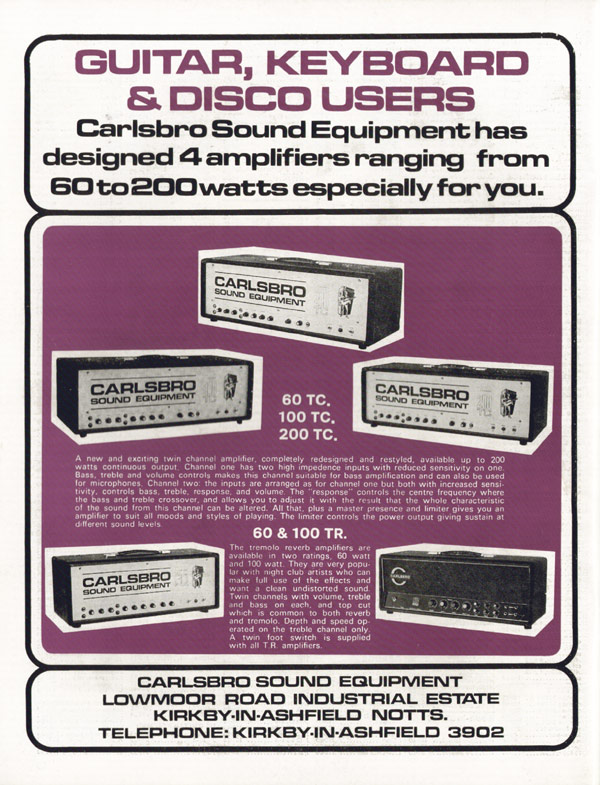 GUITAR, KEYBOARD
& DISCO USERS
Carlsbro Sound Equipment has
designed 4 amplifiers ranging from
60 to 200 watts especially for you.
CARLSBRO
SOUND EQUIPMENT
CARLSBRO
SOUND EQUIPMENT
CARLSBRO
SOUND EQUIPMENT
60 TC.
100 TC.
200 TC.
A new and exciting twin channel amplifier, completely redesigned and restyled, available up to 200
watts continuous output. Channel one has two high impedence inputs with reduced sensitivity on one.
Bass, treble and volume controls makes this channel suitable for bass amplification and can also be used
for microphones. Channel two: the inputs are arranged as for channel one but both with increased sensi-
tivity, controls bass, treble, response, and volume. The "response" controls the centre frequency where
the bass and treble crossover, and allows you to adjust it with the result that the whole characteristic
of the sound from this channel can be altered. All that, plus a master presence and limiter gives you an
amplifier to suit all moods and styles of playing. The limiter controls the power output giving sustain at
different sound levels.
60 & 100 TR.
CARLSBRO
SOUND EQUIPMENT
The tremolo reverb amplifiers are
available in two ratings, 60 watt
and 100 watt. They are very popu-
lar with night club artists who can
make full use of the effects and
want a clean undistorted sound.
Twin channels with volume, treble
and bass on each, and top cut
which is common to both reverb
and tremolo. Depth and speed op-
erated on the treble channel only.
A twin foot switch is supplied
with all T.R. amplifiers.
CARLSBRO
CARLSBRO SOUND EQUIPMENT
LOWMOOR ROAD INDUSTRIAL ESTATE
KIRKBY-IN-ASHFIELD NOTTS.
TELEPHONE: KIRKBY-IN-ASHFIELD 3902